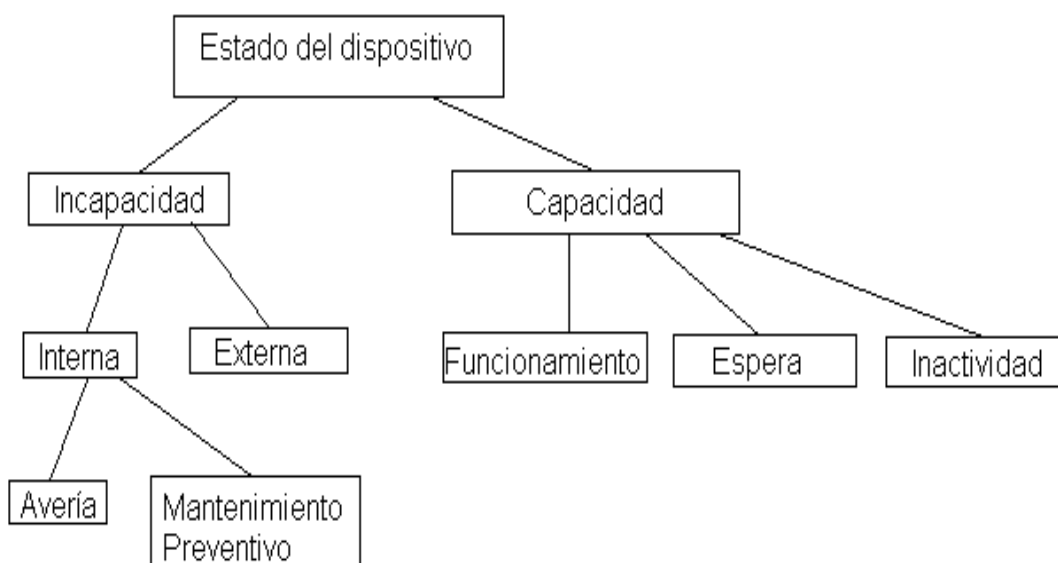 Estado del dispositivo
Incapacidad
Capacidad
Interna
Externa
Funcionamiento
Espera
Inactividad
Avería
Mantenimiento
Preventivo